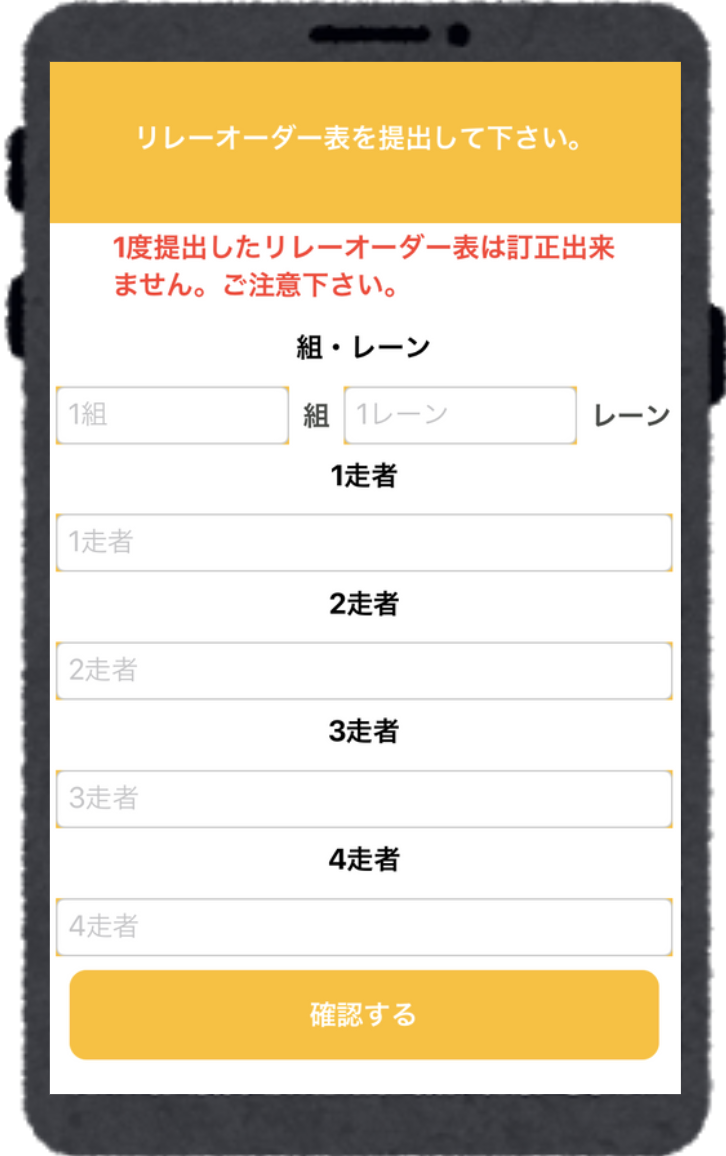 リレーオーダー表を提出して下さい。
1度提出したリレーオーダー表は訂正出来
ません。ご注意下さい。
組・レーン
1組 組 1レーン レーン
1走者
1走者
2走者
2走者
3走者
3走者
4走者
4走者
確認する